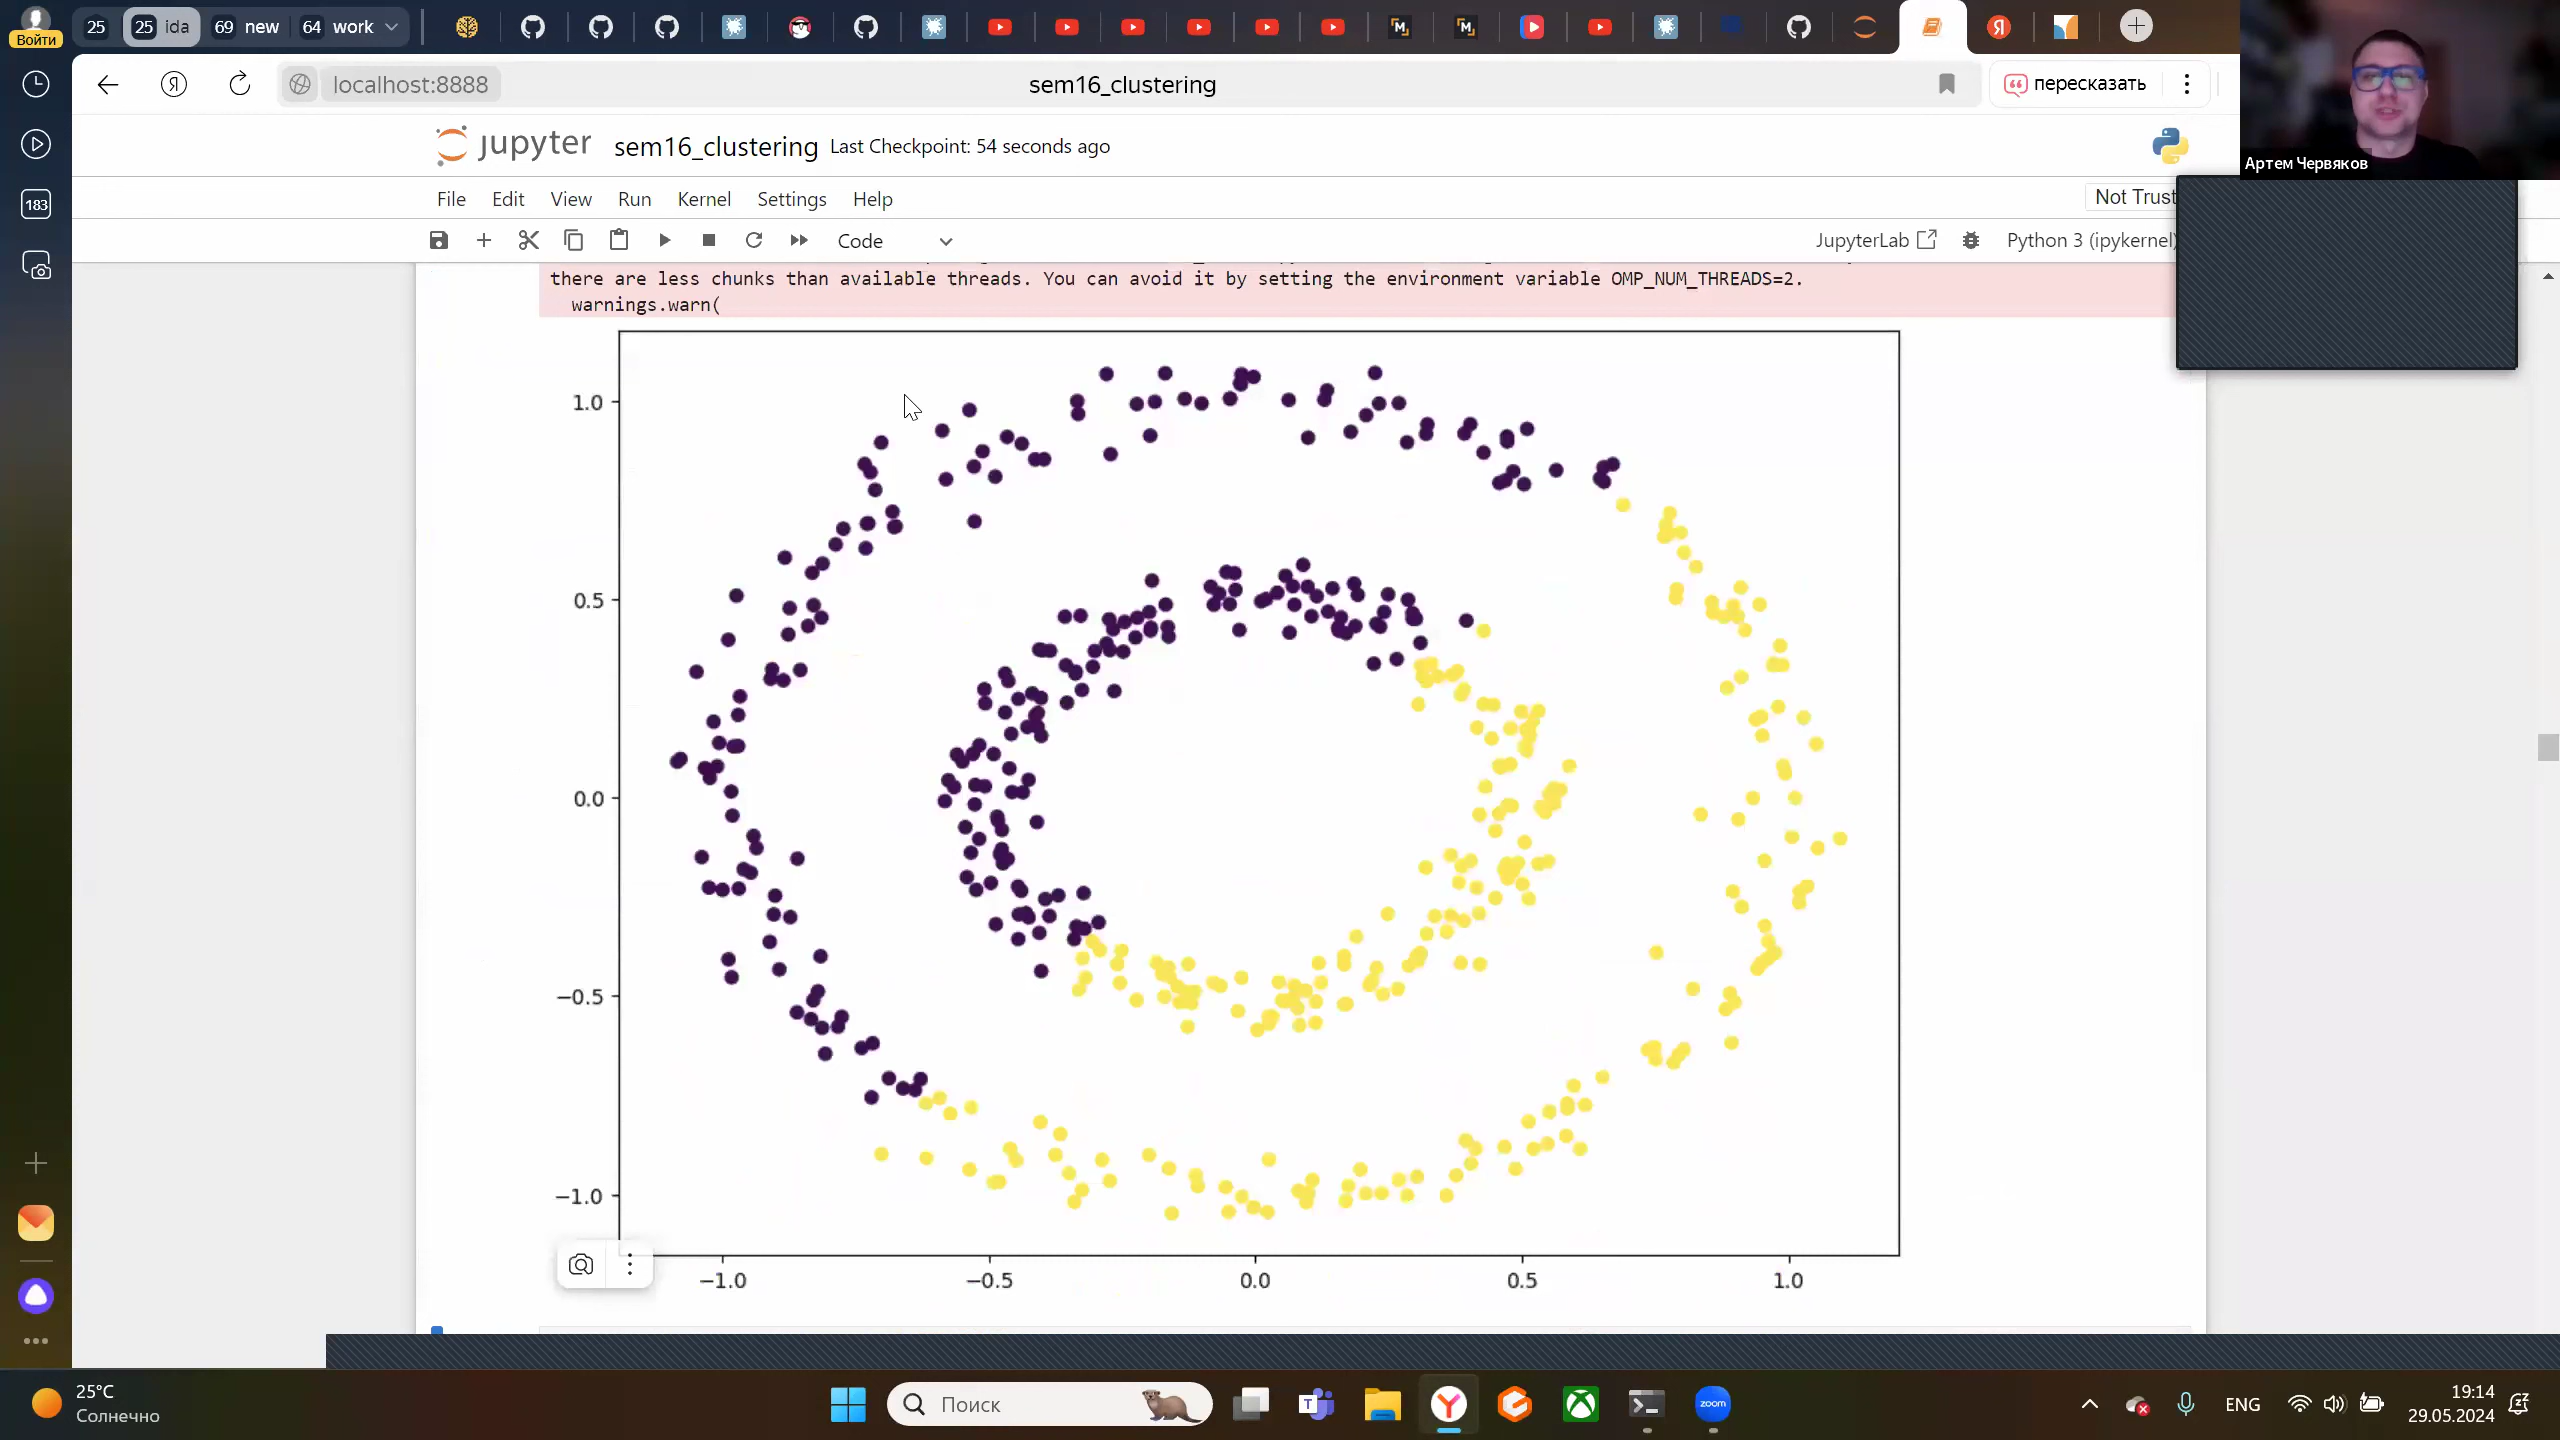 25 25 ida 69 new 64 work
Войти
localhost:8888 sem16_clustering пересказать
Артем Червяков
jupyter sem16_clustering Last Checkpoint: 54 seconds ago
183
File Edit View Run Kernel Settings Help
Not Trust
Code JupyterLab Python 3 (ipykernel)
there are less chunks than available threads. You can avoid it by setting the environment variable OMP_NUM_THREADS=2.
warnings.warn(
1.0
0.5
0.0
−0.5
−1.0
−1.0 −0.5 0.0 0.5 1.0
25°C
Солнечно
Поиск
zoom
ENG
19:14
29.05.2024